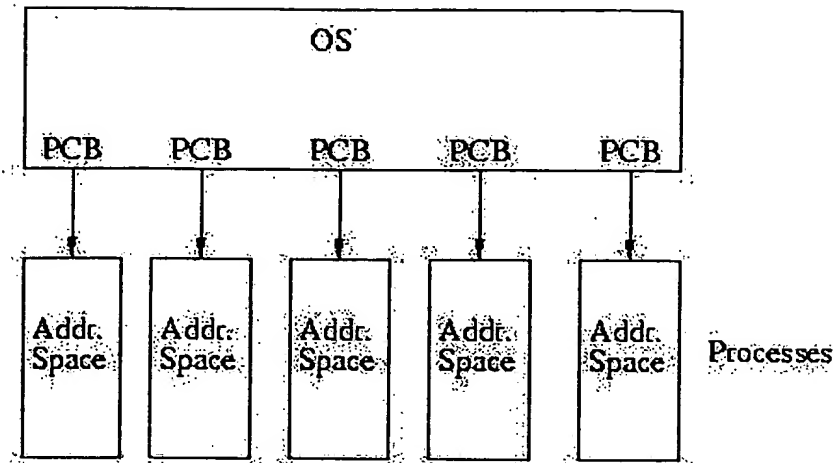 OS
PCB PCB PCB PCB PCB
Addr. Space
Addr. Space
Addr. Space
Addr. Space
Addr. Space
Processes